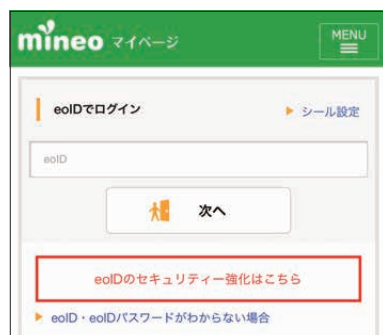 mineo マイページ
MENU
eoIDでログイン
シール設定
eoID
次へ
eoIDのセキュリティー強化はこちら
eoID・eoIDパスワードがわからない場合